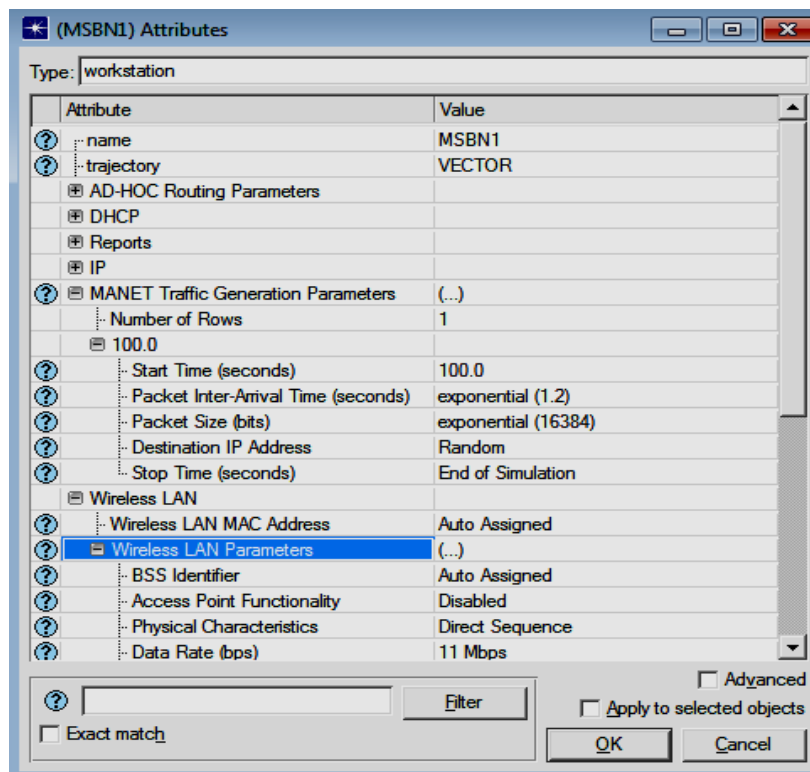 (MSBN1) Attributes
Type: workstation
Attribute Value
name MSBN1
trajectory VECTOR
AD-HOC Routing Parameters
DHCP
Reports
IP
MANET Traffic Generation Parameters (...)
Number of Rows 1
100.0
Start Time (seconds) 100.0
Packet Inter-Arrival Time (seconds) exponential (1.2)
Packet Size (bits) exponential (16384)
Destination IP Address Random
Stop Time (seconds) End of Simulation
Wireless LAN
Wireless LAN MAC Address Auto Assigned
Wireless LAN Parameters (...)
BSS Identifier Auto Assigned
Access Point Functionality Disabled
Physical Characteristics Direct Sequence
Data Rate (bps) 11 Mbps
Advanced
Filter Apply to selected objects
Exact match
OK Cancel